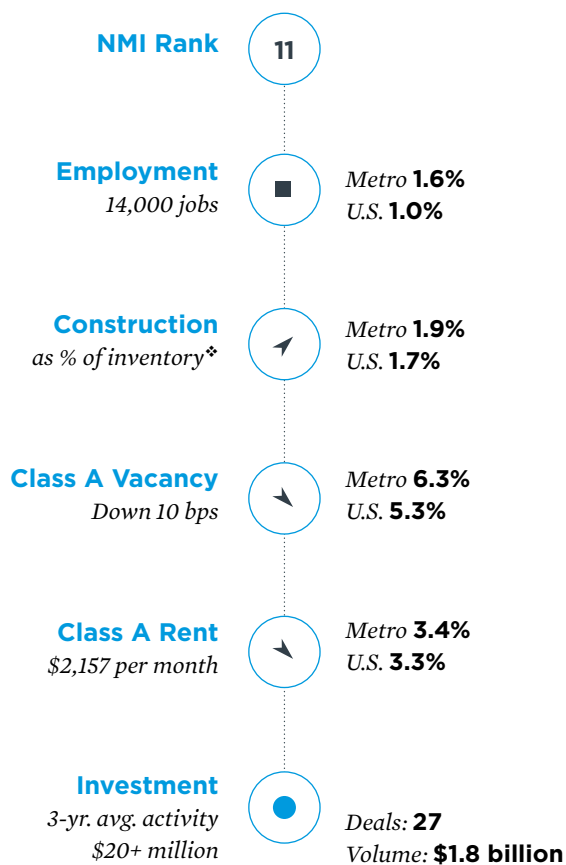 NMI Rank
11
Employment
14,000 jobs
Metro 1.6%
U.S. 1.0%
Construction
as % of inventory❖
Metro 1.9%
U.S. 1.7%
Class A Vacancy
Down 10 bps
Metro 6.3%
U.S. 5.3%
Class A Rent
$2,157 per month
Metro 3.4%
U.S. 3.3%
Investment
3-yr. avg. activity
$20+ million
Deals: 27
Volume: $1.8 billion